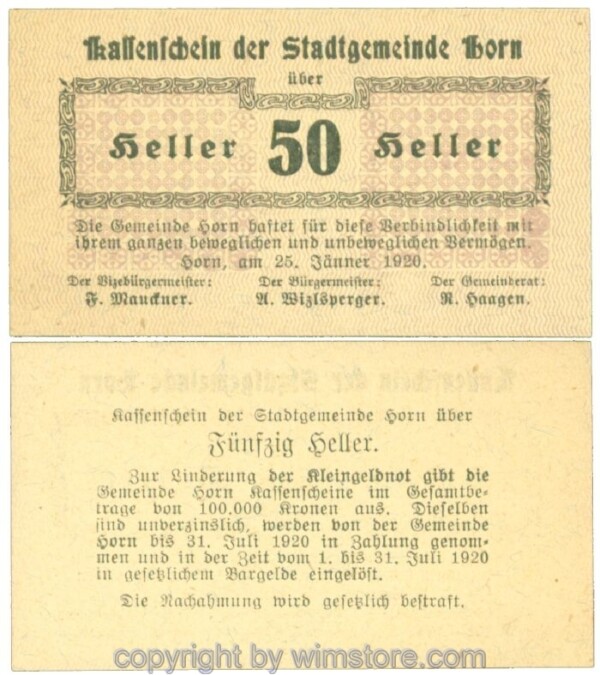 Kassenschein der Stadtgemeinde Horn
über
Heller 50 Heller
Die Gemeinde Horn haftet für diese Verbindlichkeit mit
ihrem ganzen beweglichen und unbeweglichen Vermögen.
Horn, am 25. Jänner 1920.
Der Vizebürgermeister: Der Bürgermeister: Der Gemeinderat:
F. Mauckner. A. Wizlsperger. R. Haagen.
Kassenschein der Stadtgemeinde Horn über
Fünfzig Heller.
Zur Linderung der Kleingeldnot gibt die
Gemeinde Horn Kassenscheine im Gesamtbe-
trage von 100.000 Kronen aus. Dieselben
sind unverzinslich, werden von der Gemeinde
Horn bis 31. Juli 1920 in Zahlung genom-
men und in der Zeit vom 1. bis 31. Juli 1920
in gesetzlichem Bargelde eingelöst.
Die Nachahmung wird gesetzlich bestraft.
copyright by wimstore.com